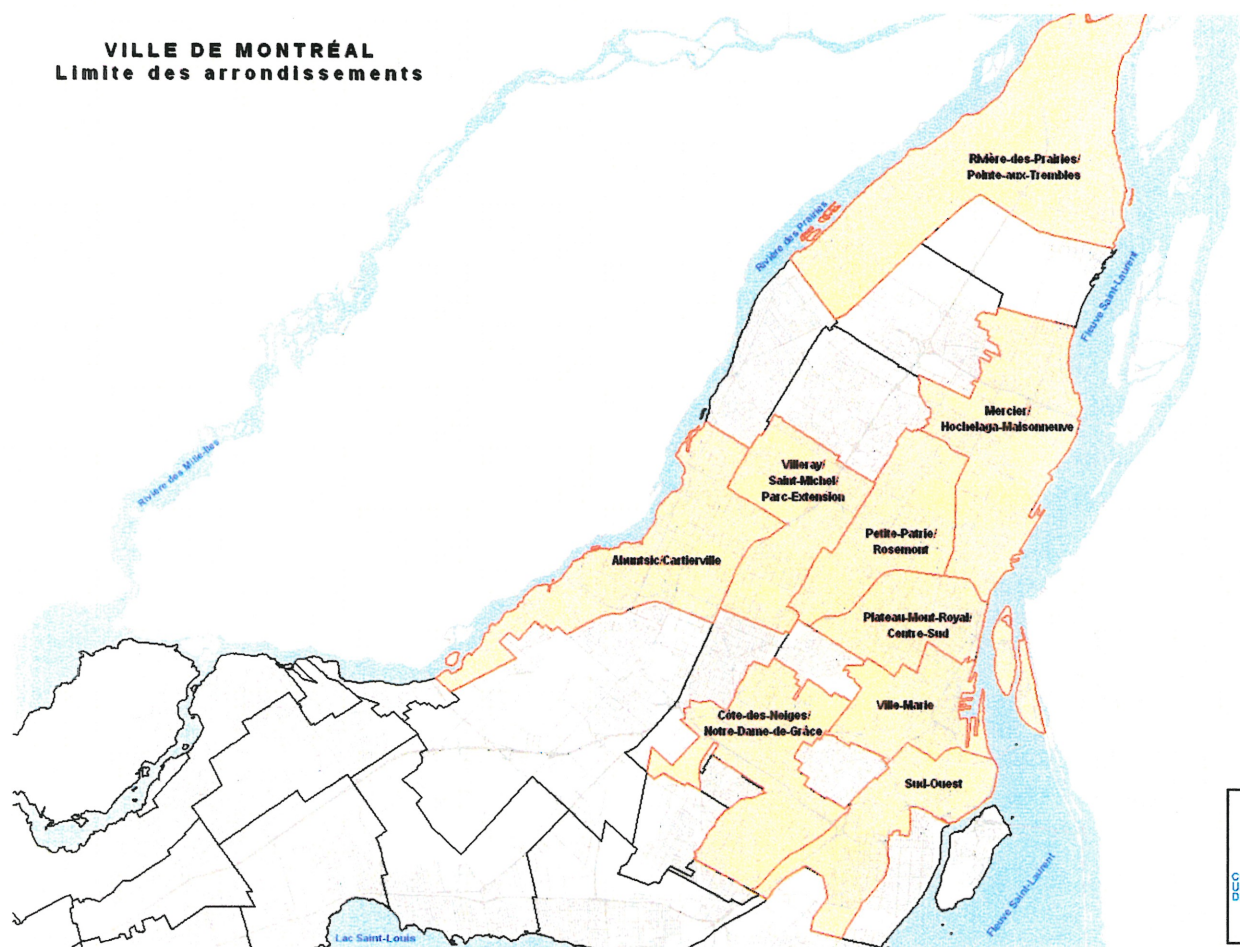 VILLE DE MONTRÉAL
Limite des arrondissements
Rivière-des-Prairies/
Pointe-aux-Trembles
Rivière des Prairies
Fleuve Saint-Laurent
Mercier/
Hochelaga-Maisonneuve
Rivière des Mille-Iles
Villeray/
Saint-Michel/
Parc-Extension
Petite-Patrie/
Rosemont
Ahuntsic/Cartierville
Plateau-Mont-Royal/
Centre-Sud
Ville-Marie
Côte-des-Neiges/
Notre-Dame-de-Grâce
Sud-Ouest
Fleuve Saint-Laurent
Lac Saint-Louis